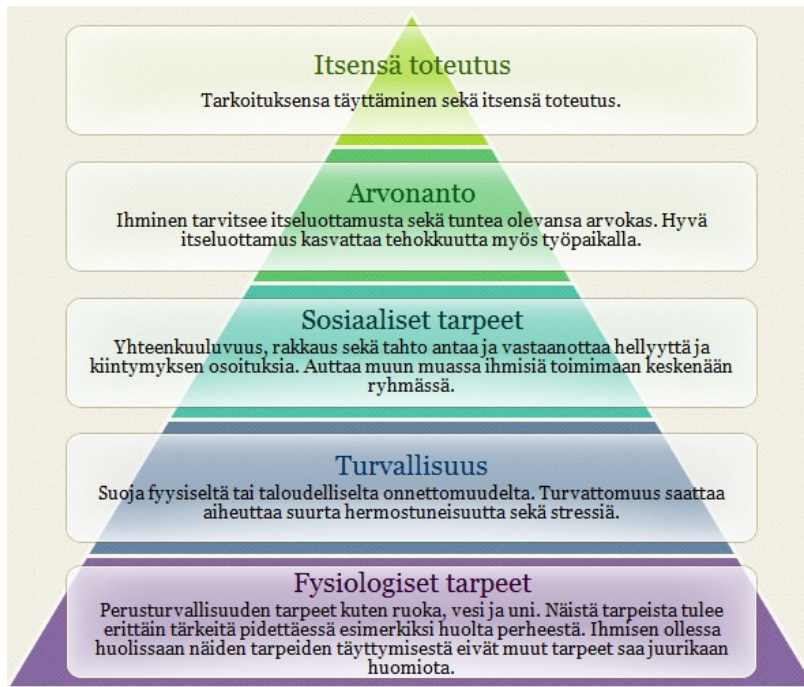 Itsensä toteutus
Tarkoituksensa täyttäminen sekä itsensä toteutus.
Arvonanto
Ihminen tarvitsee itseluottamusta sekä tuntea olevansa arvokas. Hyvä
itseluottamus kasvattaa tehokkuutta myös työpaikalla.
Sosiaaliset tarpeet
Yhteenkuuluvuus, rakkaus sekä tahto antaa ja vastaanottaa hellyyttä ja
kiintymyksen osoituksia. Auttaa muun muassa ihmisiä toimimaan keskenään
ryhmässä.
Turvallisuus
Suoja fyysiseltä tai taloudelliselta onnettomuudelta. Turvattomuus saattaa
aiheuttaa suurta hermostuneisuutta sekä stressiä.
Fysiologiset tarpeet
Perusturvallisuuden tarpeet kuten ruoka, vesi ja uni. Näistä tarpeista tulee
erittäin tärkeitä pidettäessä esimerkiksi huolta perheestä. Ihmisen ollessa
huolissaan näiden tarpeiden täyttymisestä eivät muut tarpeet saa juurikaan
huomiota.